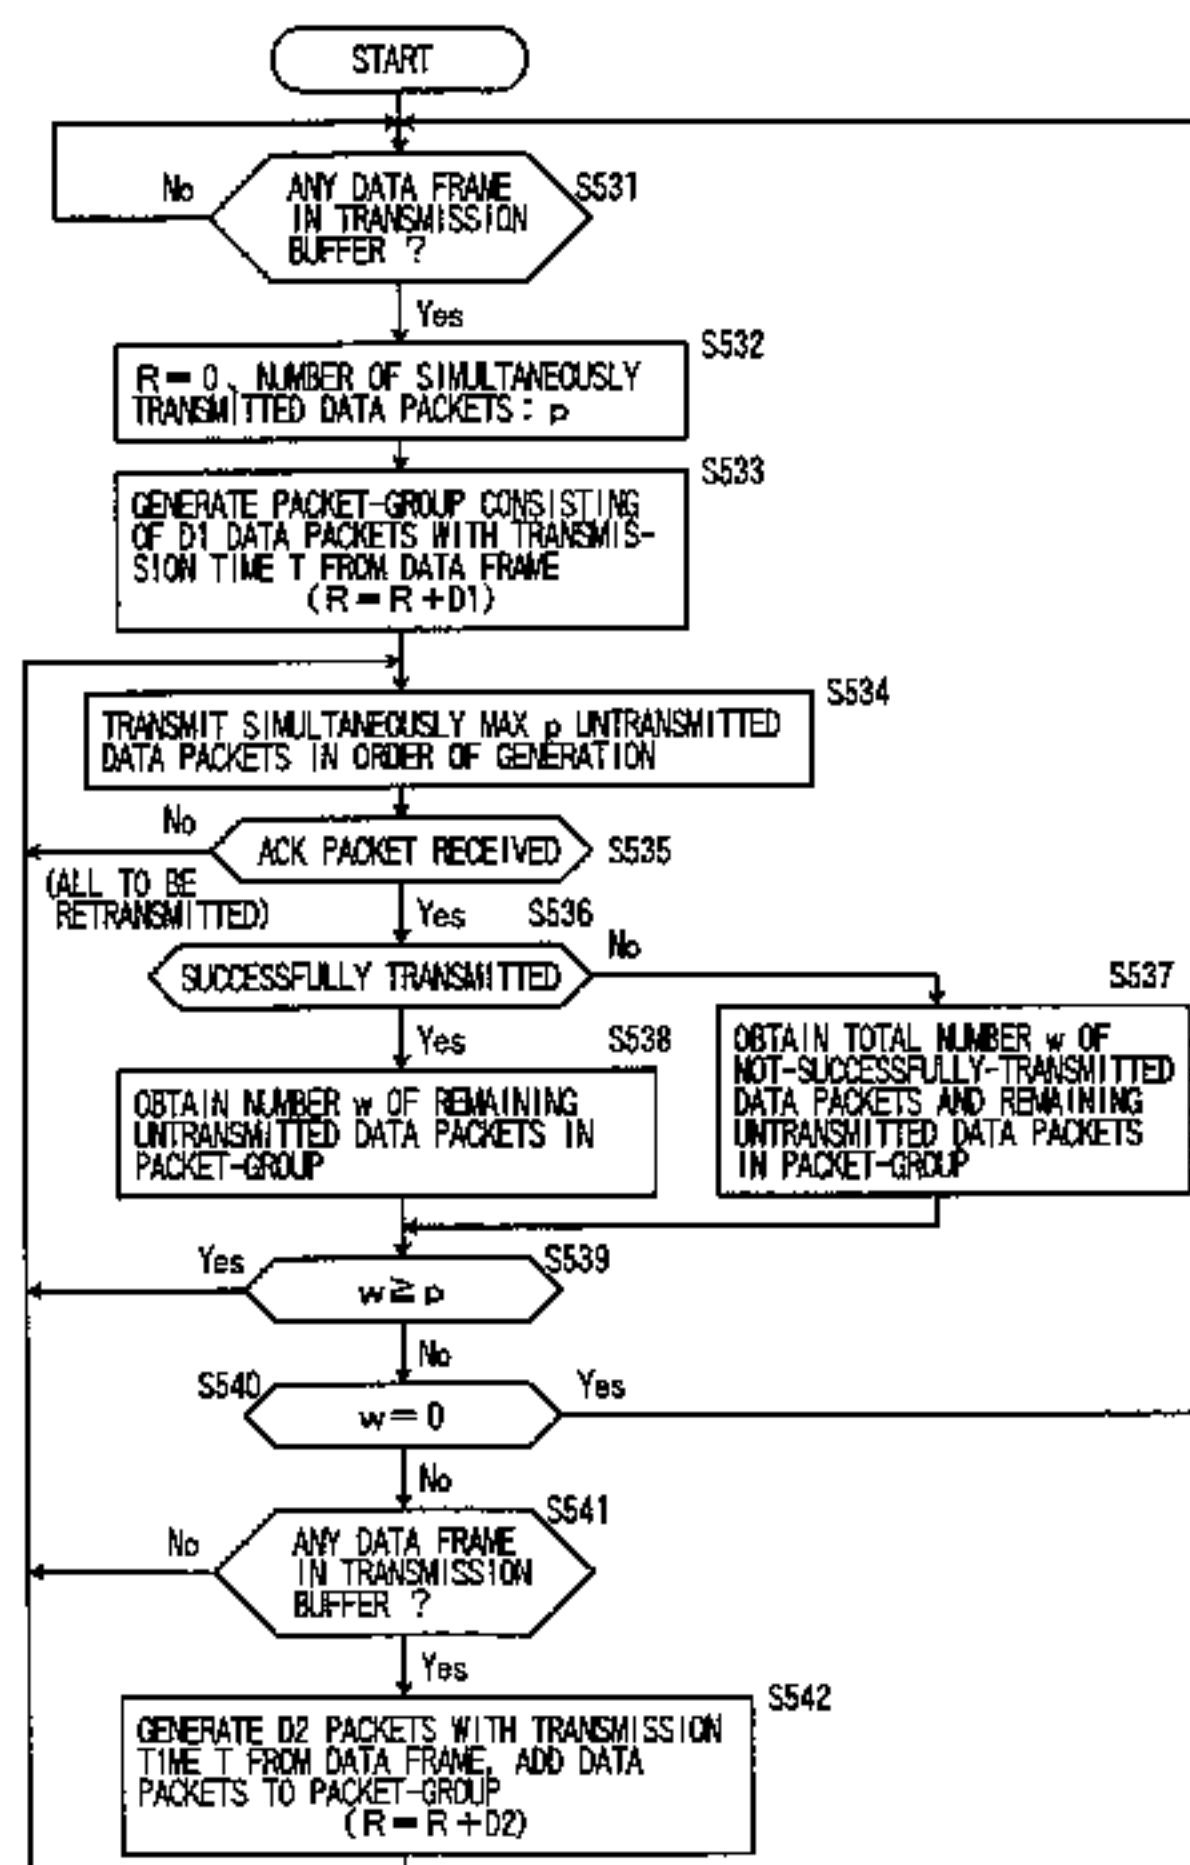 START
No
ANY DATA FRAME
IN TRANSMISSION
BUFFER ?
S531
Yes
S532
R = 0、NUMBER OF SIMULTANEOUSLY
TRANSMITTED DATA PACKETS : p
S533
GENERATE PACKET-GROUP CONSISTING
OF D1 DATA PACKETS WITH TRANSMIS-
SION TIME T FROM DATA FRAME
(R = R + D1)
S534
TRANSMIT SIMULTANEOUSLY MAX p UNTRANSMITTED
DATA PACKETS IN ORDER OF GENERATION
No
ACK PACKET RECEIVED
S535
(ALL TO BE
RETRANSMITTED)
Yes
S536
SUCCESSFULLY TRANSMITTED
No
S537
Yes
S538
OBTAIN TOTAL NUMBER w OF
NOT-SUCCESSFULLY-TRANSMITTED
DATA PACKETS AND REMAINING
UNTRANSMITTED DATA PACKETS
IN PACKET-GROUP
OBTAIN NUMBER w OF REMAINING
UNTRANSMITTED DATA PACKETS IN
PACKET-GROUP
Yes
S539
w ≧ p
No
S540
w = 0
Yes
No
S541
No
ANY DATA FRAME
IN TRANSMISSION
BUFFER ?
Yes
S542
GENERATE D2 PACKETS WITH TRANSMISSION
TIME T FROM DATA FRAME, ADD DATA
PACKETS TO PACKET-GROUP
(R = R + D2)